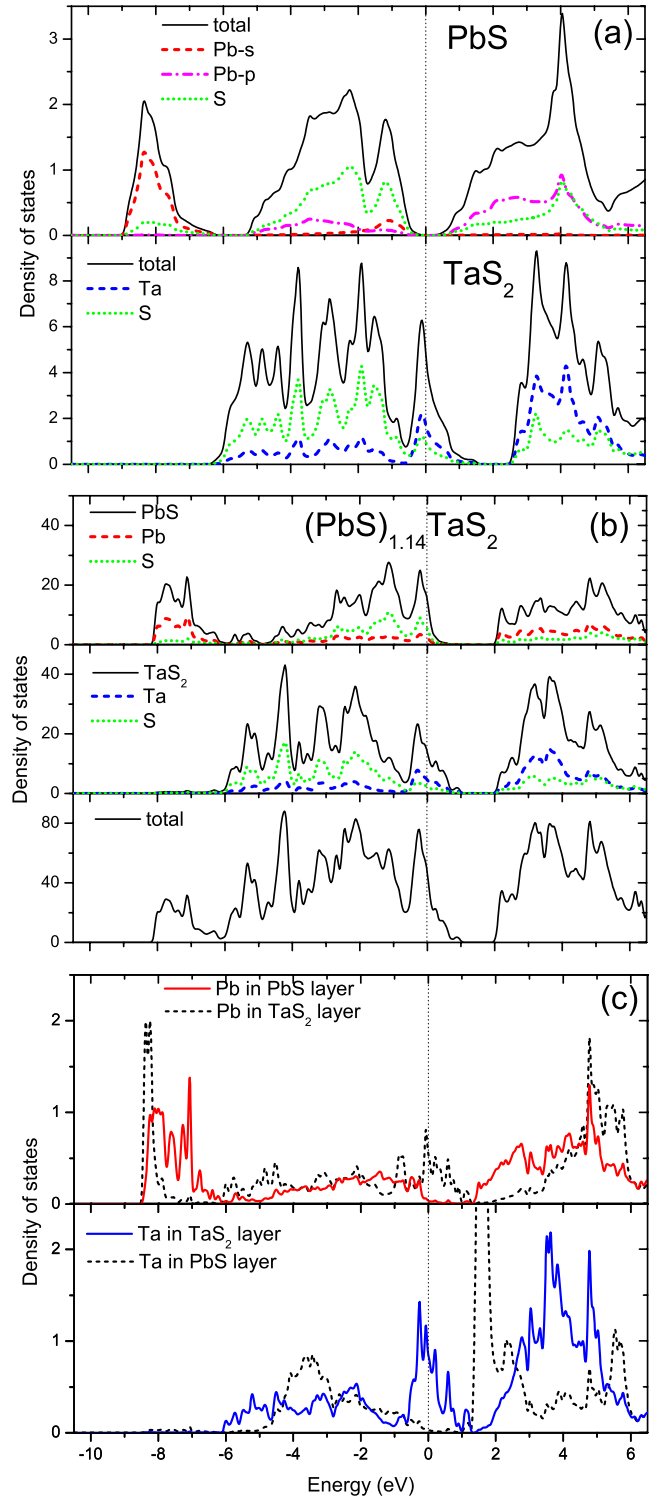 (a)
PbS
total
Pb-s
Pb-p
S
3
2
1
0
Density of states
TaS2
total
Ta
S
8
6
4
2
0
(b)
(PbS)1.14TaS2
PbS
Pb
S
40
20
0
TaS2
Ta
S
40
20
0
Density of states
total
80
40
0
(c)
Pb in PbS layer
Pb in TaS2 layer
2
1
0
Density of states
Ta in TaS2 layer
Ta in PbS layer
2
1
0
-10 -8 -6 -4 -2 0 2 4 6
Energy (eV)